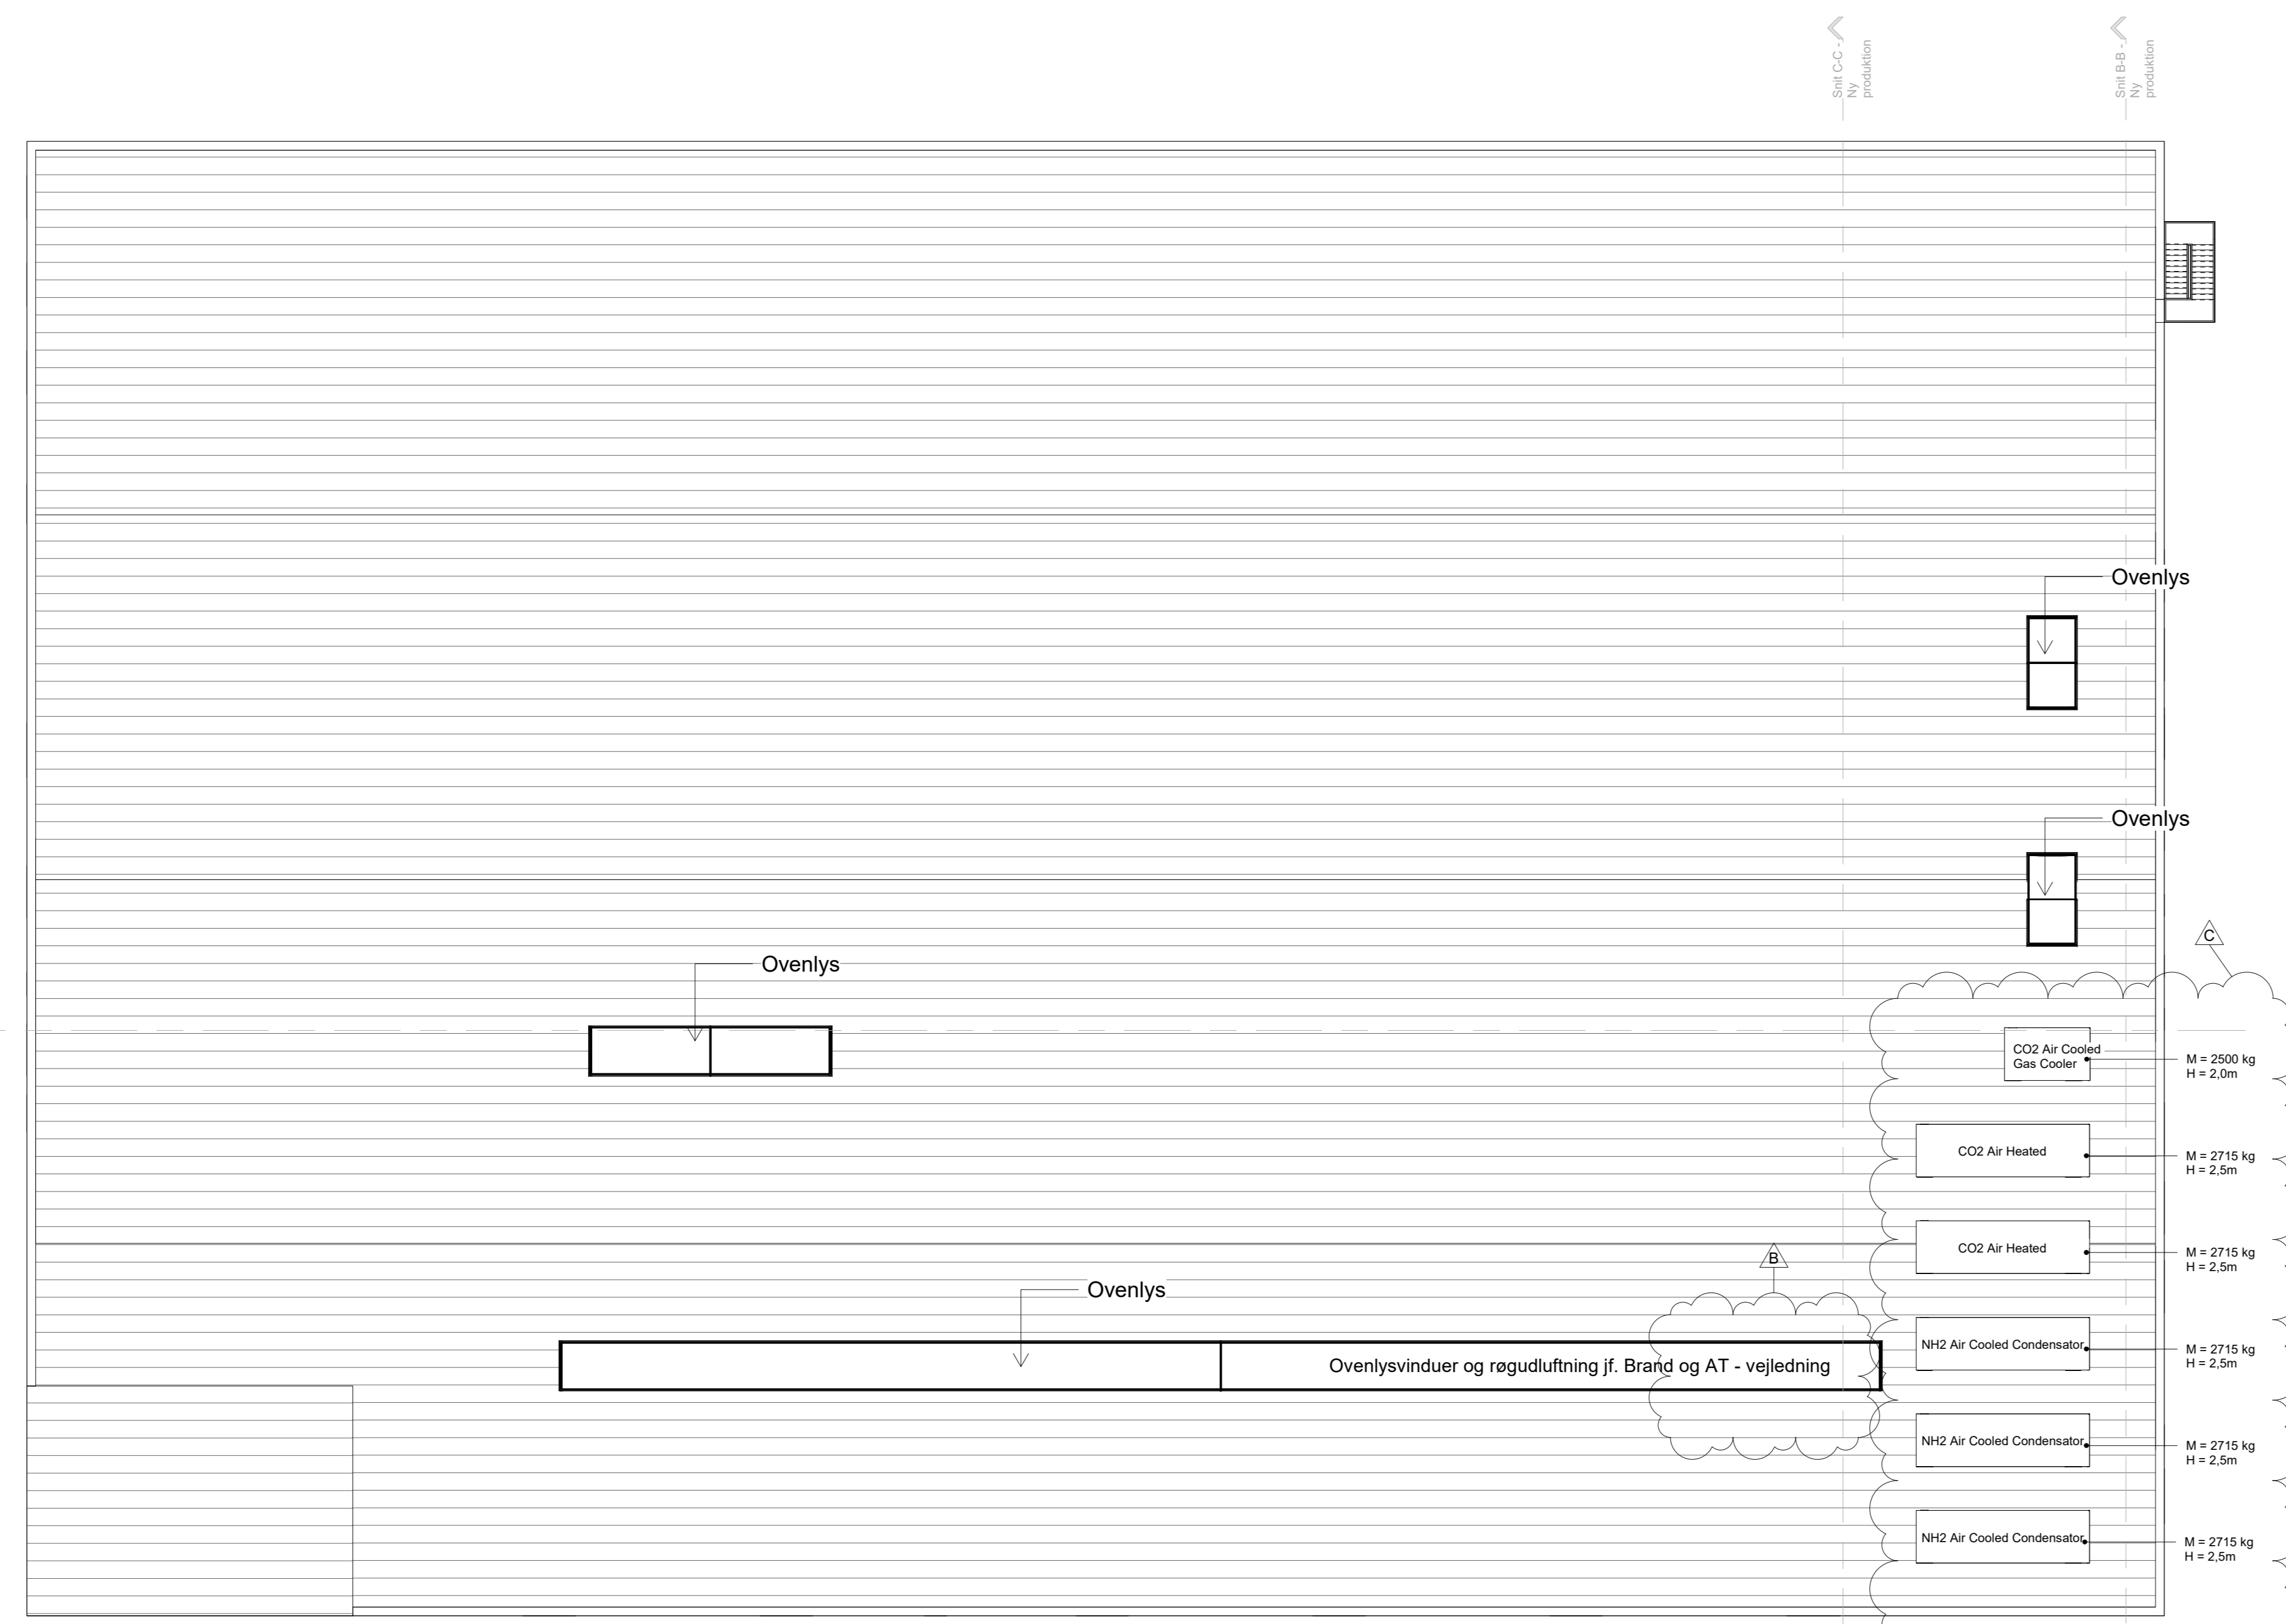 Snit C-C -
Ny
produktion
Snit B-B -
Ny
produktion
Ovenlys
Ovenlys
C
Ovenlys
CO2 Air Cooled
Gas Cooler
M = 2500 kg
H = 2,0m
CO2 Air Heated
M = 2715 kg
H = 2,5m
CO2 Air Heated
M = 2715 kg
H = 2,5m
B
Ovenlys
Ovenlysvinduer og røgudluftning jf. Brand og AT - vejledning
NH2 Air Cooled Condensator
M = 2715 kg
H = 2,5m
NH2 Air Cooled Condensator
M = 2715 kg
H = 2,5m
NH2 Air Cooled Condensator
M = 2715 kg
H = 2,5m